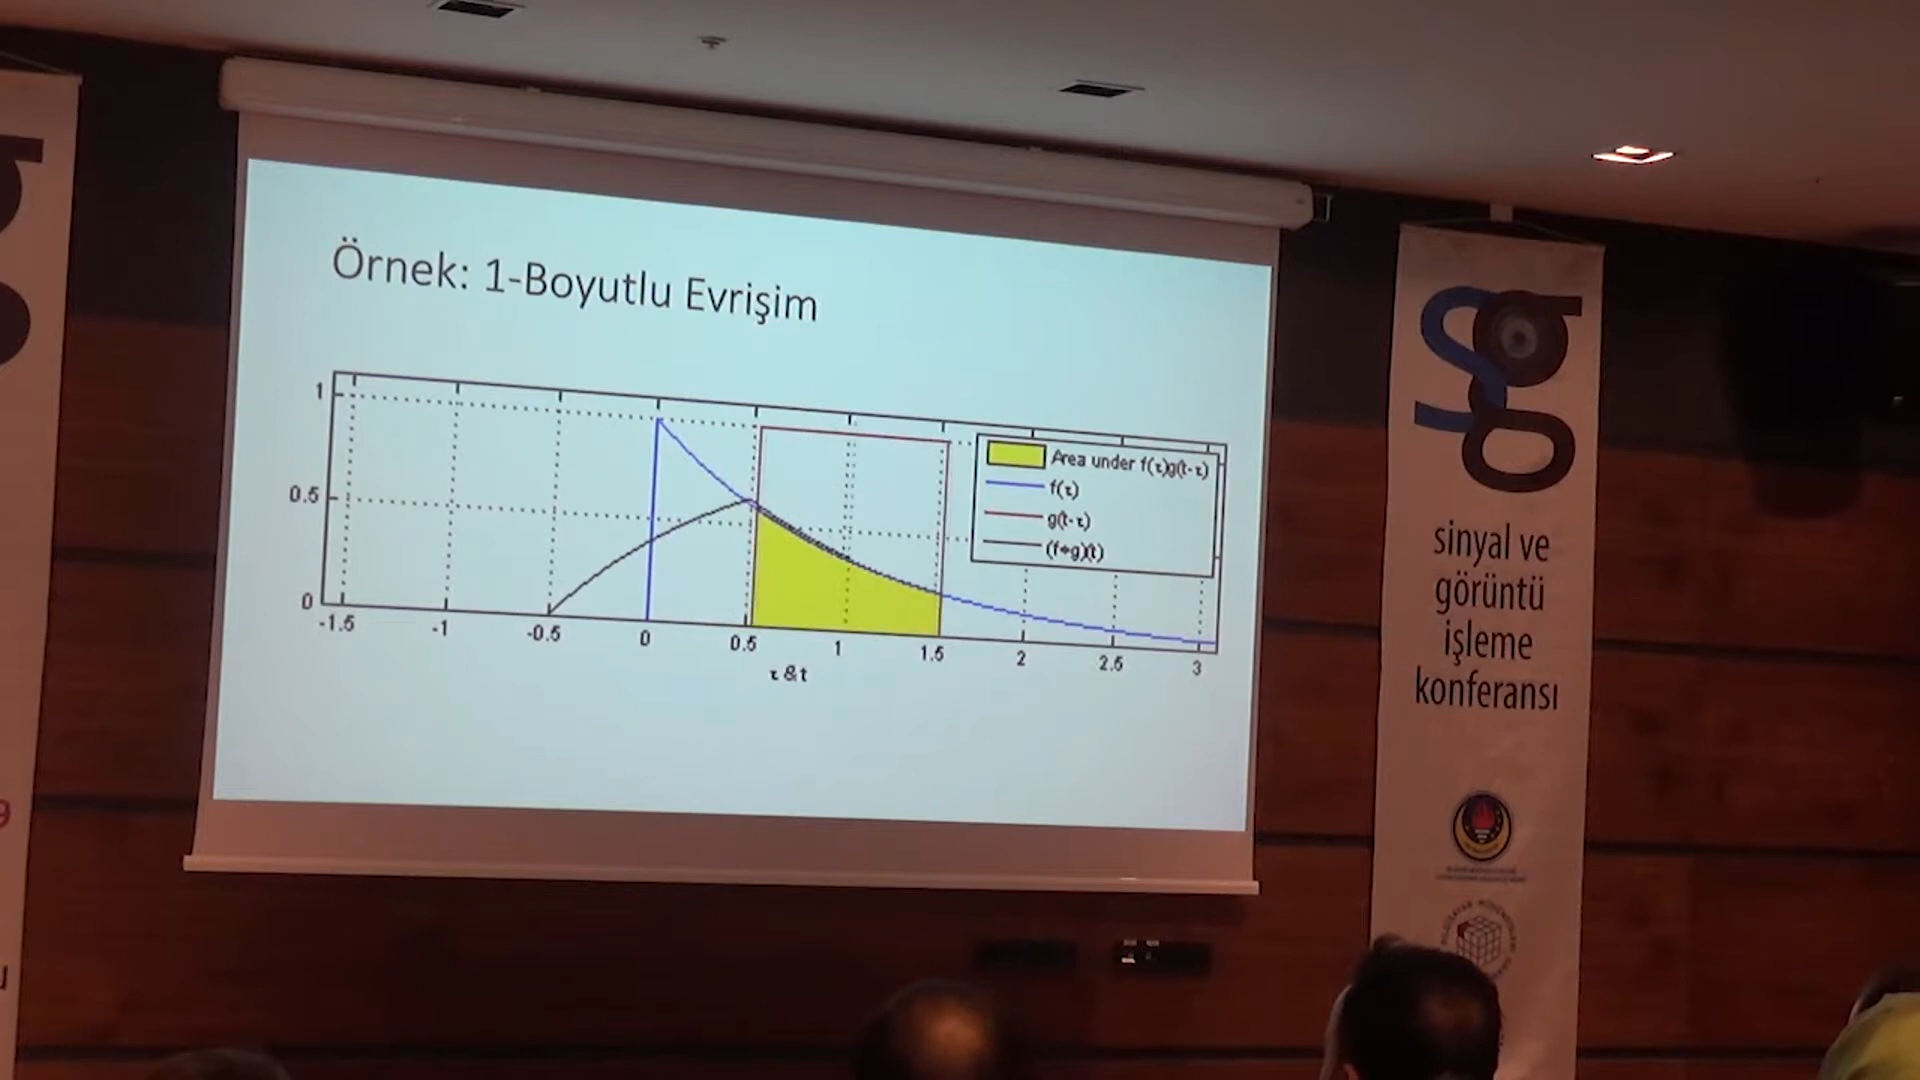 Örnek: 1-Boyutlu Evrişim
1
0.5
0
-1.5 -1 -0.5 0 0.5 1 1.5 2 2.5 3
τ & t
Area under f(τ)g(t-τ)
f(τ)
g(t-τ)
(f∗g)(t)
sinyal ve
görüntü
işleme
konferansı
9